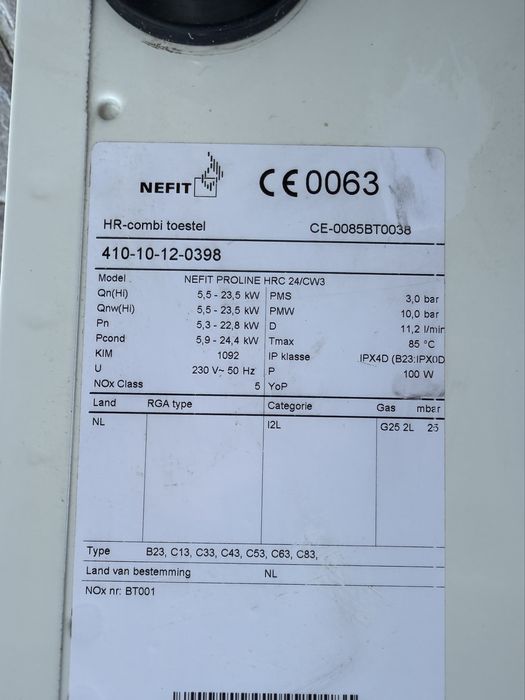 NEFIT CE 0063
HR-combi toestel CE-0085BT0038
410-10-12-0398
Model NEFIT PROLINE HRC 24/CW3
Qn(Hi) 5,5 - 23,5 kW PMS 3,0 bar
Qnw(Hi) 5,5 - 23,5 kW PMW 10,0 bar
Pn 5,3 - 22,8 kW D 11,2 l/min
Pcond 5,9 - 24,4 kW Tmax 85 °C
KIM 1092 IP klasse IPX4D (B23:IPX0D
U 230 V~ 50 Hz P 100 W
NOx Class 5 YoP
Land RGA type Categorie Gas mbar
NL I2L G25 2L 25
Type B23, C13, C33, C43, C53, C63, C83,
Land van bestemming NL
NOx nr: BT001